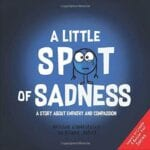 A LITTLE
SPOT
OF SADNESS
A STORY ABOUT EMPATHY AND COMPASSION